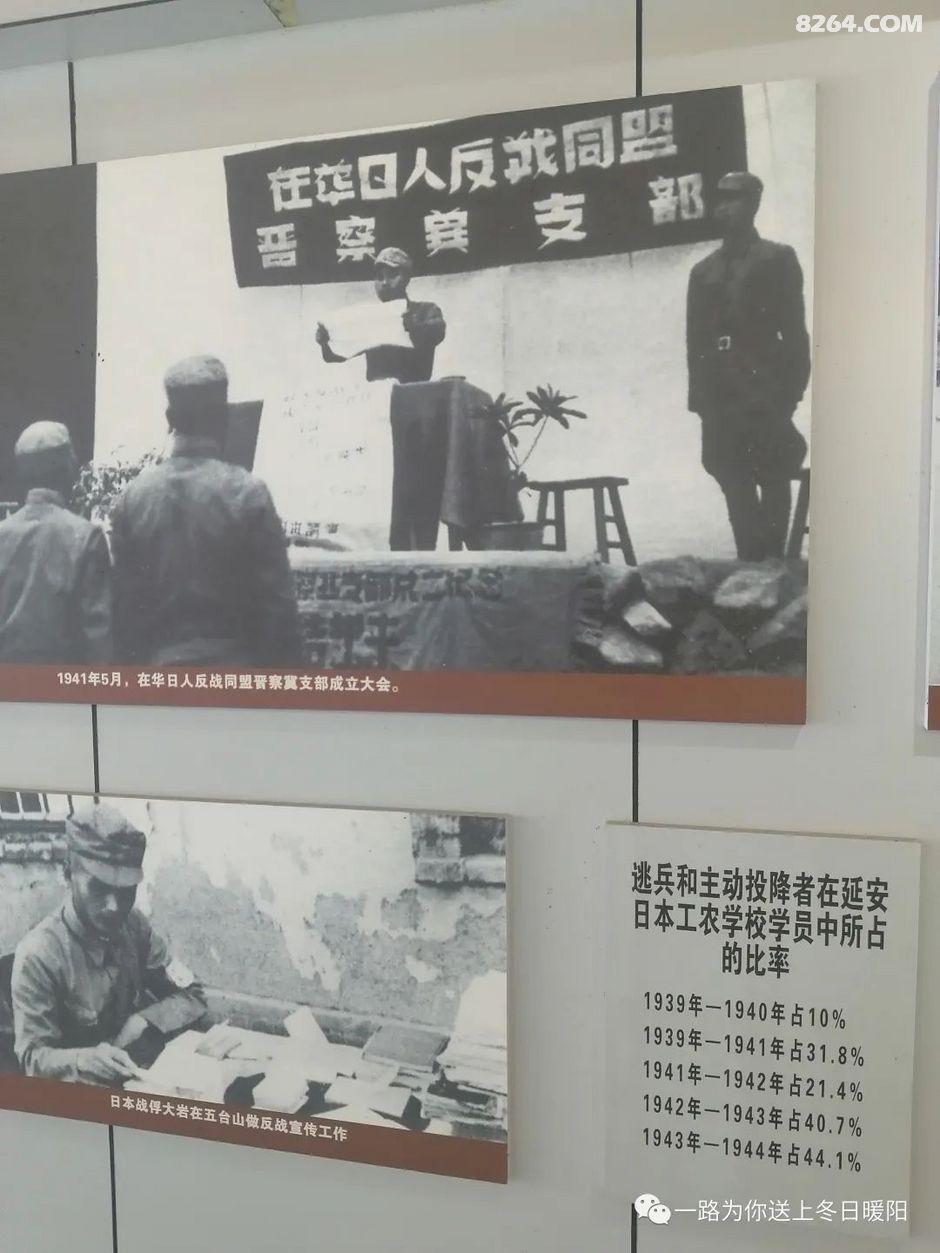 8264.COM
在华日人反战同盟
晋察冀支部
1941年5月，在华日人反战同盟晋察冀支部成立大会。
日本战俘大岩在五台山做反战宣传工作
逃兵和主动投降者在延安
日本工农学校学员中所占
的比率
1939年—1940年占10%
1939年—1941年占31.8%
1941年—1942年占21.4%
1942年—1943年占40.7%
1943年—1944年占44.1%
一路为你送上冬日暖阳